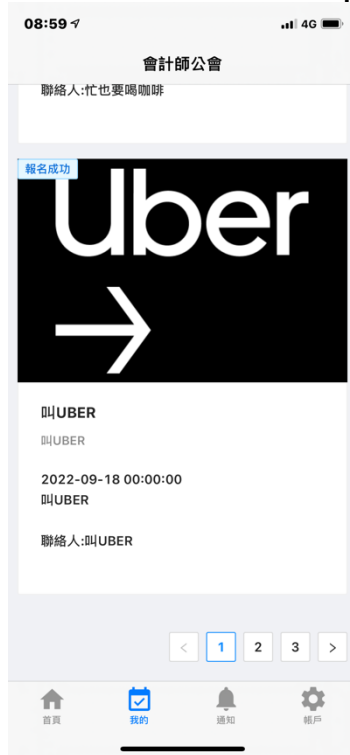 08:59
4G
會計師公會
聯絡人:忙也要喝咖啡
報名成功
Uber
叫UBER
叫UBER
2022-09-18 00:00:00
叫UBER
聯絡人:叫UBER
< 1 2 3 >
首頁 我的 通知 帳戶